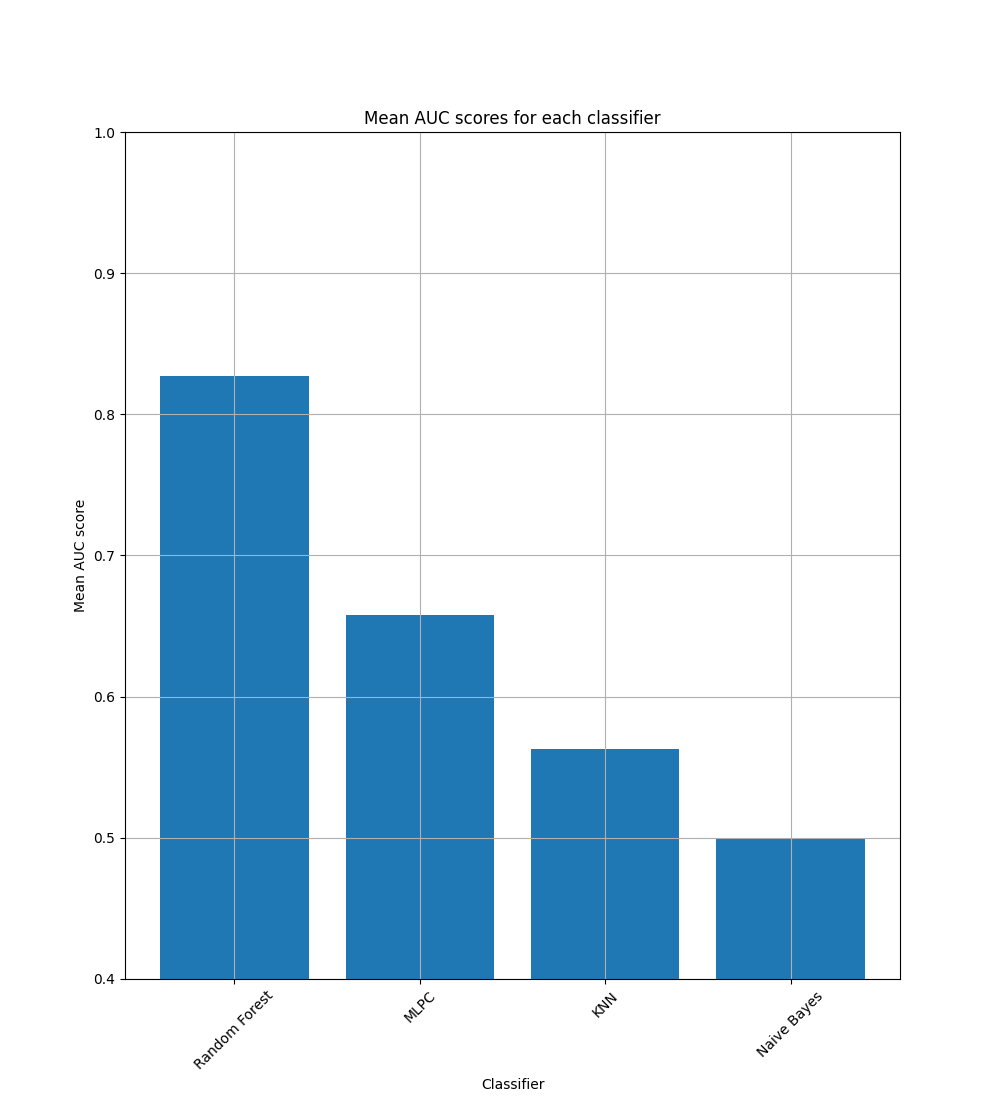 Mean AUC scores for each classifier
1.0
0.9
0.8
0.7
0.6
0.5
0.4
Mean AUC score
Random Forest
MLPC
KNN
Naive Bayes
Classifier